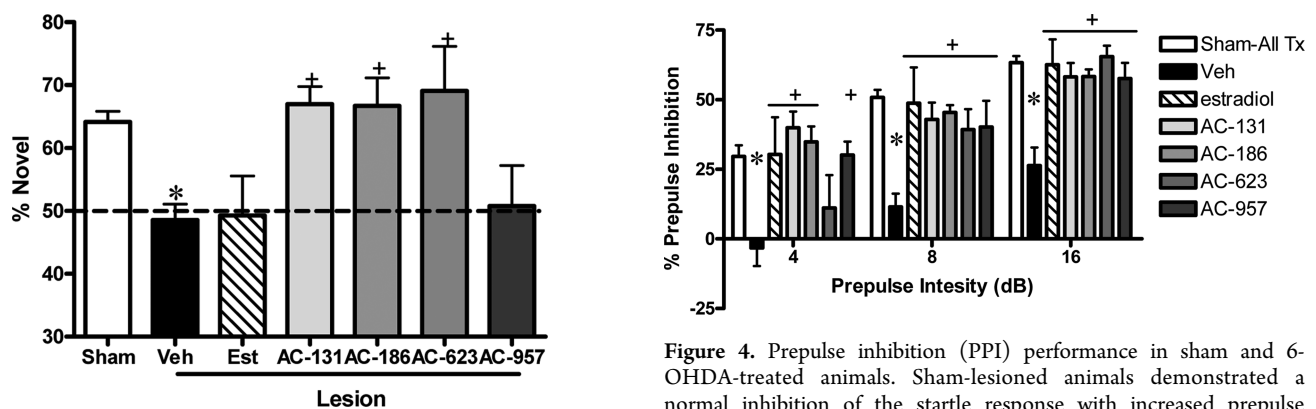 80
70
60
50
40
30
% Novel
*
+
+
+
Sham Veh Est AC-131 AC-186 AC-623 AC-957
Lesion
75
50
25
0
-25
% Prepulse Inhibition
* + +
* +
* +
4 8 16
Prepulse Intesity (dB)
Sham-All Tx
Veh
estradiol
AC-131
AC-186
AC-623
AC-957
Figure 4. Prepulse inhibition (PPI) performance in sham and 6-
OHDA-treated animals. Sham-lesioned animals demonstrated a
normal inhibition of the startle response with increased prepulse